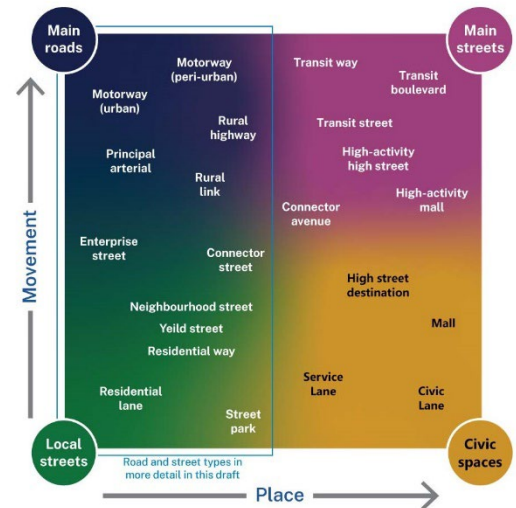 Main
roads
Main
streets
Motorway
(peri-urban)
Transit way
Transit
boulevard
Motorway
(urban)
Rural
highway
Transit street
Principal
arterial
High-activity
high street
Rural
link
High-activity
mall
Connector
avenue
Enterprise
street
Connector
street
High street
destination
Neighbourhood street
Mall
Yeild street
Residential way
Service
Lane
Residential
lane
Civic
Lane
Street
park
Local
streets
Civic
spaces
Road and street types in
more detail in this draft
Movement
Place